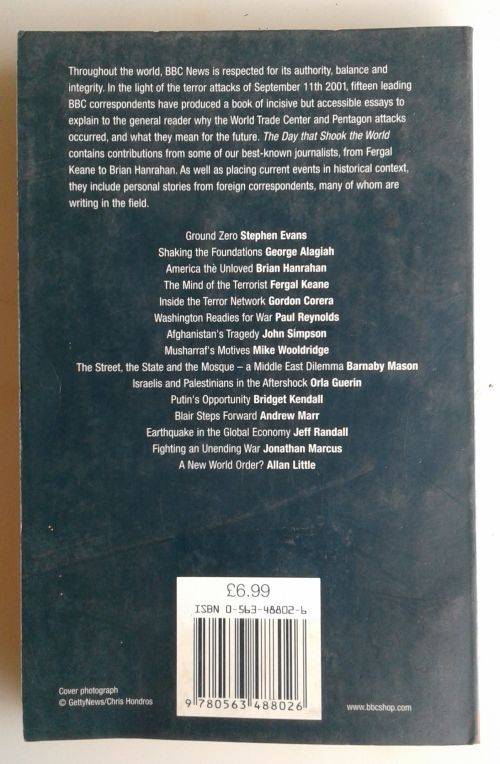 Throughout the world, BBC News is respected for its authority, balance and
integrity. In the light of the terror attacks of September 11th 2001, fifteen leading
BBC correspondents have produced a book of incisive but accessible essays to
explain to the general reader why the World Trade Center and Pentagon attacks
occurred, and what they mean for the future. The Day that Shook the World
contains contributions from some of our best-known journalists, from Fergal
Keane to Brian Hanrahan. As well as placing current events in historical context,
they include personal stories from foreign correspondents, many of whom are
writing in the field.
Ground Zero Stephen Evans
Shaking the Foundations George Alagiah
America the Unloved Brian Hanrahan
The Mind of the Terrorist Fergal Keane
Inside the Terror Network Gordon Corera
Washington Readies for War Paul Reynolds
Afghanistan's Tragedy John Simpson
Musharraf's Motives Mike Wooldridge
The Street, the State and the Mosque – a Middle East Dilemma Barnaby Mason
Israelis and Palestinians in the Aftershock Orla Guerin
Putin's Opportunity Bridget Kendall
Blair Steps Forward Andrew Marr
Earthquake in the Global Economy Jeff Randall
Fighting an Unending War Jonathan Marcus
A New World Order? Allan Little
£6.99
ISBN 0-563-48802-6
9 780563 488026
Cover photograph
© GettyNews/Chris Hondros
www.bbcshop.com